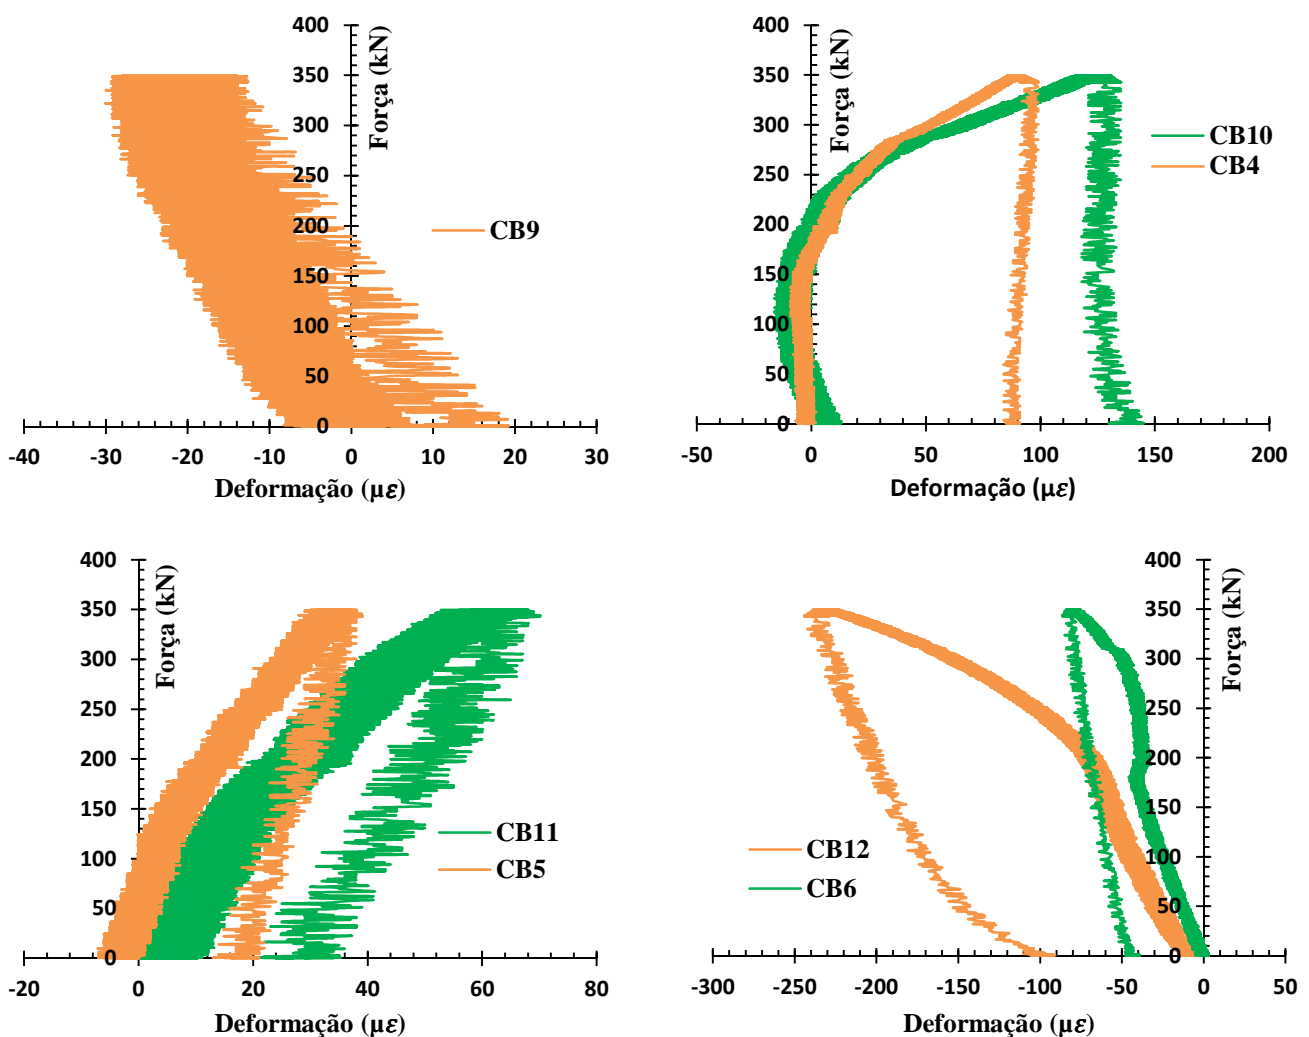 400
350
300
250
200
150
100
50
0
Força (kN)
CB9
-40 -30 -20 -10 0 10 20 30
Deformação (με)
400
350
300
250
200
150
100
50
0
Força (kN)
CB10
CB4
-50 0 50 100 150 200
Deformação (με)
400
350
300
250
200
150
100
50
0
Força (kN)
CB11
CB5
-20 0 20 40 60 80
Deformação (με)
400
350
300
250
200
150
100
50
0
Força (kN)
CB12
CB6
-300 -250 -200 -150 -100 -50 0 50
Deformação (με)